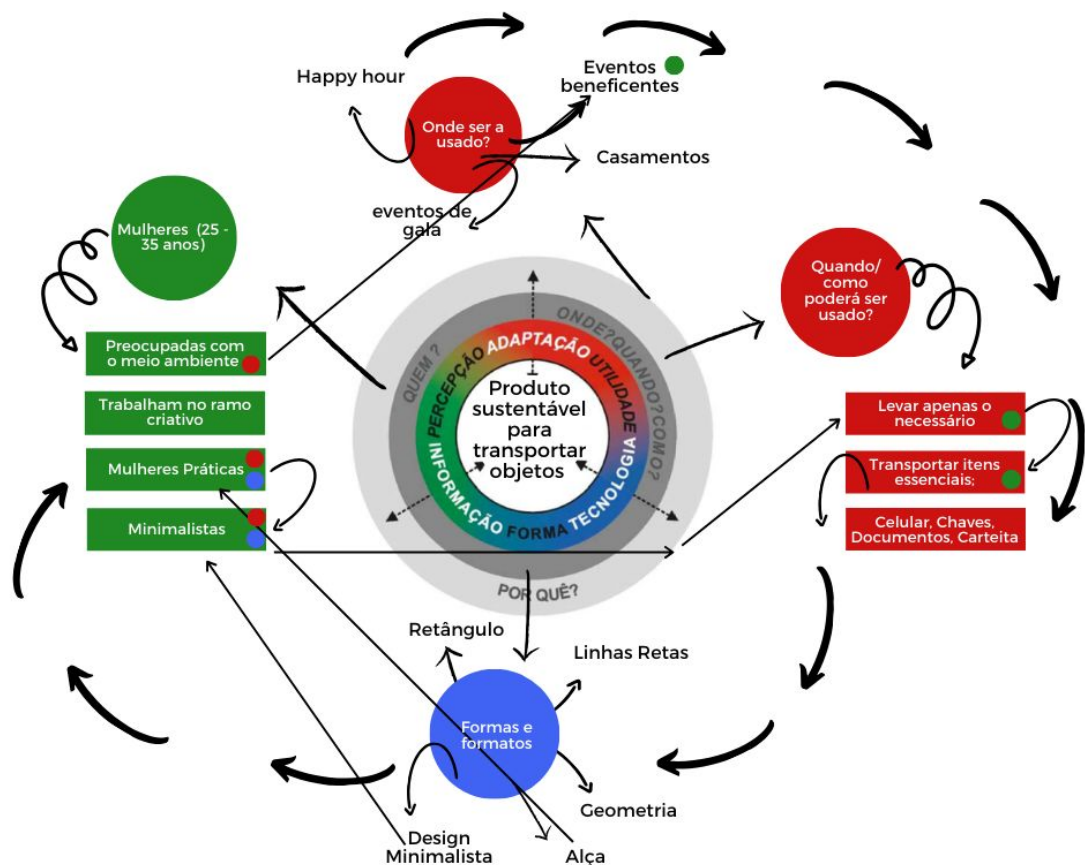 Happy hour
Onde ser a
usado?
Eventos
beneficentes
Casamentos
eventos de
gala
Mulheres (25 -
35 anos)
Preocupadas com
o meio ambiente
Trabalham no ramo
criativo
Mulheres Práticas
Minimalistas
Quando/
como
poderá ser
usado?
Levar apenas o
necessário
Transportar itens
essenciais;
Celular, Chaves,
Documentos, Carteita
QUEM ?
ONDE?QUANDO?COMO?
POR QUÊ?
PERCEPÇÃO
ADAPTAÇÃO
UTILIDADE
TECNOLOGIA
FORMA
INFORMAÇÃO
Produto
sustentável
para
transportar
objetos
Retângulo
Linhas Retas
Formas e
formatos
Geometria
Design
Minimalista
Alça